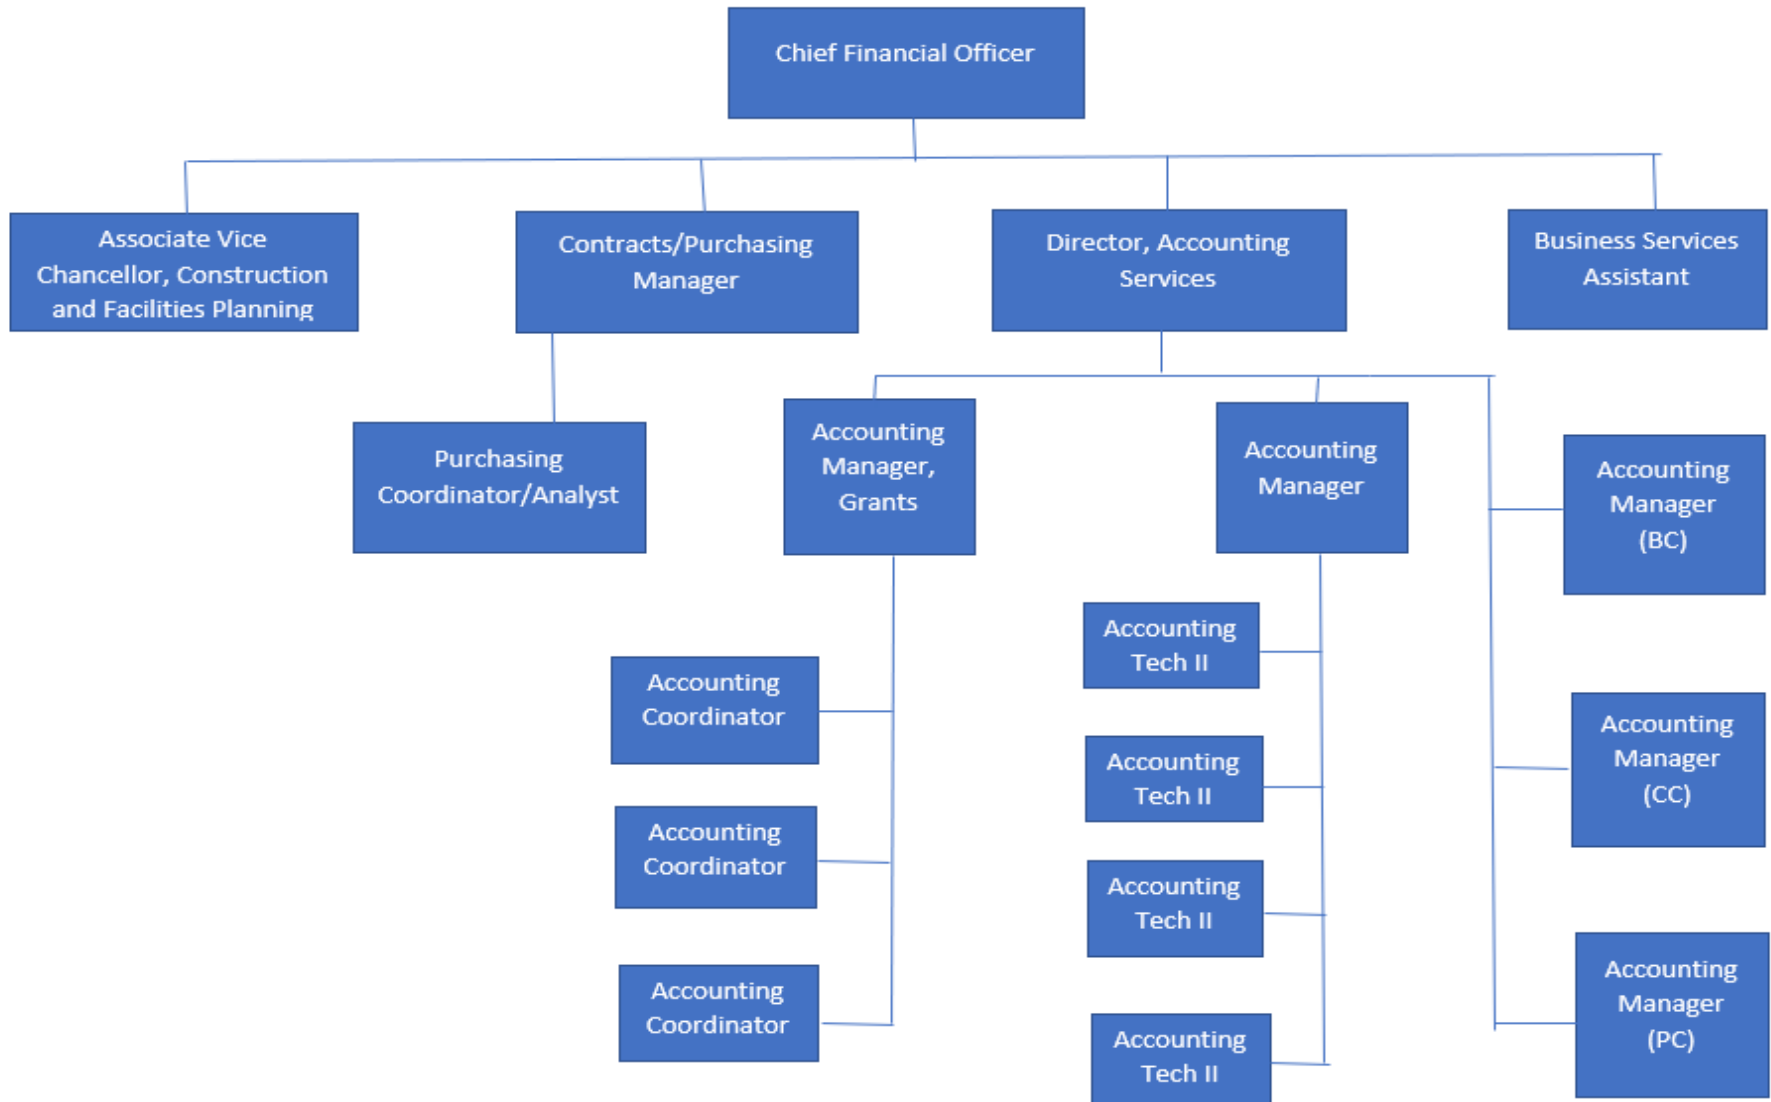 Chief Financial Officer
Associate Vice
Chancellor, Construction
and Facilities Planning
Contracts/Purchasing
Manager
Director, Accounting
Services
Business Services
Assistant
Purchasing
Coordinator/Analyst
Accounting
Manager,
Grants
Accounting
Manager
Accounting
Manager
(BC)
Accounting
Coordinator
Accounting
Coordinator
Accounting
Coordinator
Accounting
Tech II
Accounting
Tech II
Accounting
Tech II
Accounting
Tech II
Accounting
Manager
(CC)
Accounting
Manager
(PC)